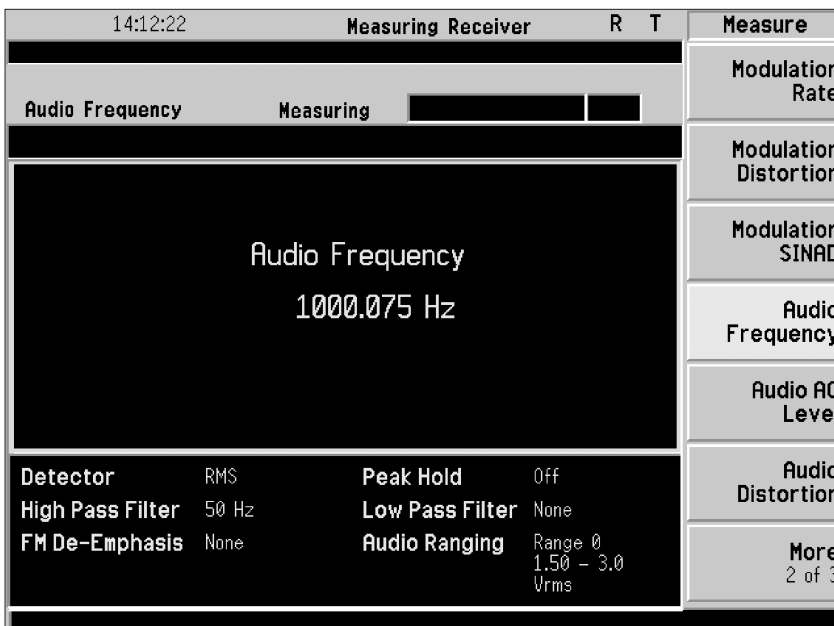 14:12:22 Measuring Receiver R T
Audio Frequency Measuring
Audio Frequency
1000.075 Hz
Detector RMS Peak Hold Off
High Pass Filter 50 Hz Low Pass Filter None
FM De-Emphasis None Audio Ranging Range 0
1.50 - 3.0
Vrms
Measure
Modulation
Rate
Modulation
Distortion
Modulation
SINAD
Audio
Frequency
Audio AC
Level
Audio
Distortion
More
2 of 3